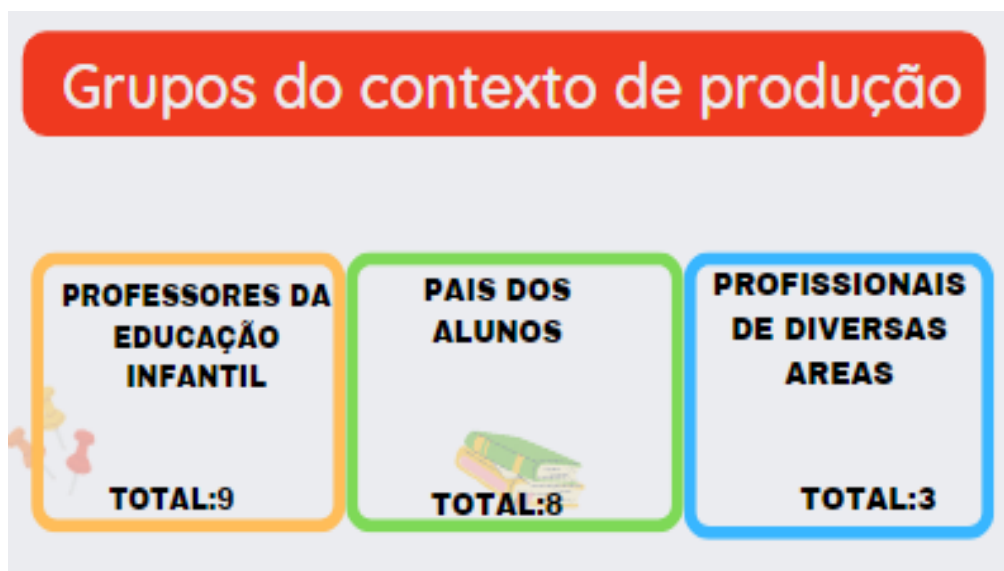 Grupos do contexto de produção
PROFESSORES DA
EDUCAÇÃO
INFANTIL
TOTAL:9
PAIS DOS
ALUNOS
TOTAL:8
PROFISSIONAIS
DE DIVERSAS
AREAS
TOTAL:3